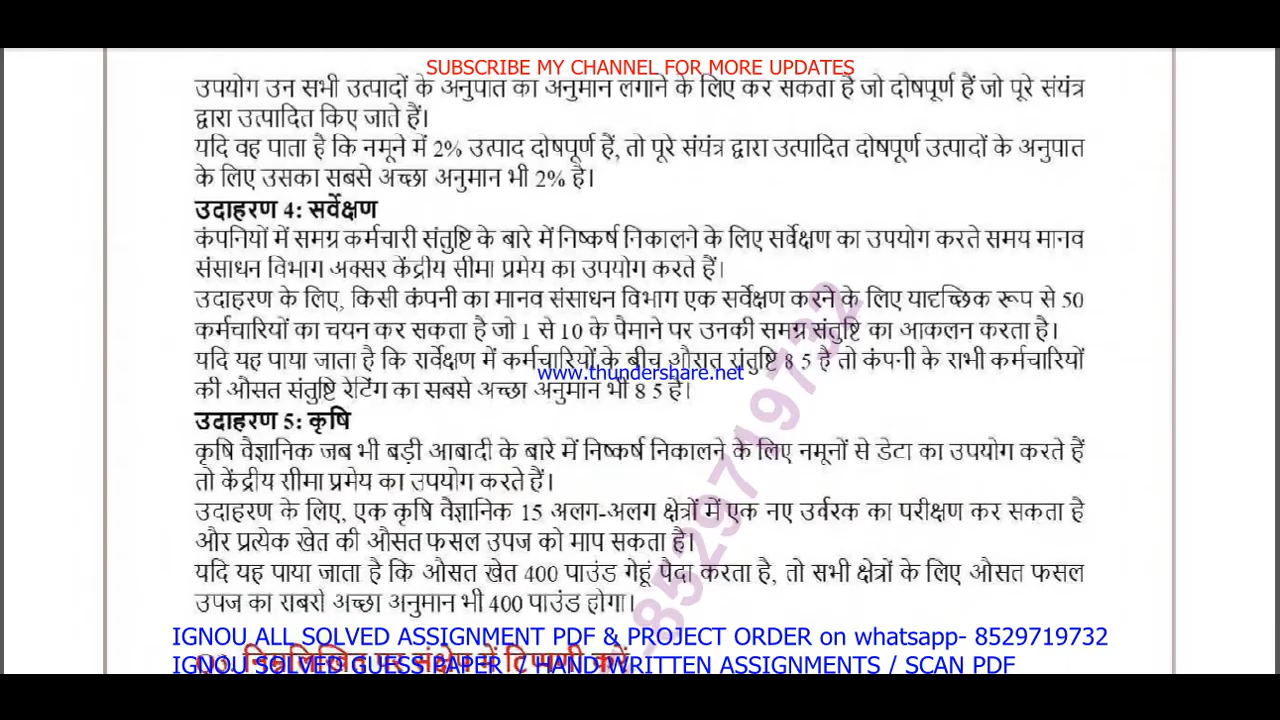 SUBSCRIBE MY CHANNEL FOR MORE UPDATES
उपयोग उन सभी उत्पादों के अनुपात का अनुमान लगाने के लिए कर सकता है जो दोषपूर्ण हैं जो पूरे संयंत्र
द्वारा उत्पादित किए जाते हैं।
यदि वह पाता है कि नमूने में 2% उत्पाद दोषपूर्ण हैं, तो पूरे संयंत्र द्वारा उत्पादित दोषपूर्ण उत्पादों के अनुपात
के लिए उसका सबसे अच्छा अनुमान भी 2% है।
उदाहरण 4: सर्वेक्षण
कंपनियों में समग्र कर्मचारी संतुष्टि के बारे में निष्कर्ष निकालने के लिए सर्वेक्षण का उपयोग करते समय मानव
संसाधन विभाग अक्सर केंद्रीय सीमा प्रमेय का उपयोग करते हैं।
उदाहरण के लिए, किसी कंपनी का मानव संसाधन विभाग एक सर्वेक्षण करने के लिए यादृच्छिक रूप से 50
कर्मचारियों का चयन कर सकता है जो 1 से 10 के पैमाने पर उनकी समग्र संतुष्टि का आकलन करता है।
यदि यह पाया जाता है कि सर्वेक्षण में कर्मचारियों के बीच औसत संतुष्टि 8 5 है तो कंपनी के सभी कर्मचारियों
www.thundershare.net
की औसत संतुष्टि रेटिंग का सबसे अच्छा अनुमान भी 8 5 है।
उदाहरण 5: कृषि
कृषि वैज्ञानिक जब भी बड़ी आबादी के बारे में निष्कर्ष निकालने के लिए नमूनों से डेटा का उपयोग करते हैं
तो केंद्रीय सीमा प्रमेय का उपयोग करते हैं।
उदाहरण के लिए, एक कृषि वैज्ञानिक 15 अलग-अलग क्षेत्रों में एक नए उर्वरक का परीक्षण कर सकता है
और प्रत्येक खेत की औसत फसल उपज को माप सकता है।
यदि यह पाया जाता है कि औसत खेत 400 पाउंड गेहूं पैदा करता है, तो सभी क्षेत्रों के लिए औसत फसल
उपज का सबसे अच्छा अनुमान भी 400 पाउंड होगा।
8529719732
IGNOU ALL SOLVED ASSIGNMENT PDF & PROJECT ORDER on whatsapp- 8529719732
निम्नलिखित पर संक्षेप में टिप्पणी करें
IGNOU SOLVED GUESS PAPER / HAND WRITTEN ASSIGNMENTS / SCAN PDF